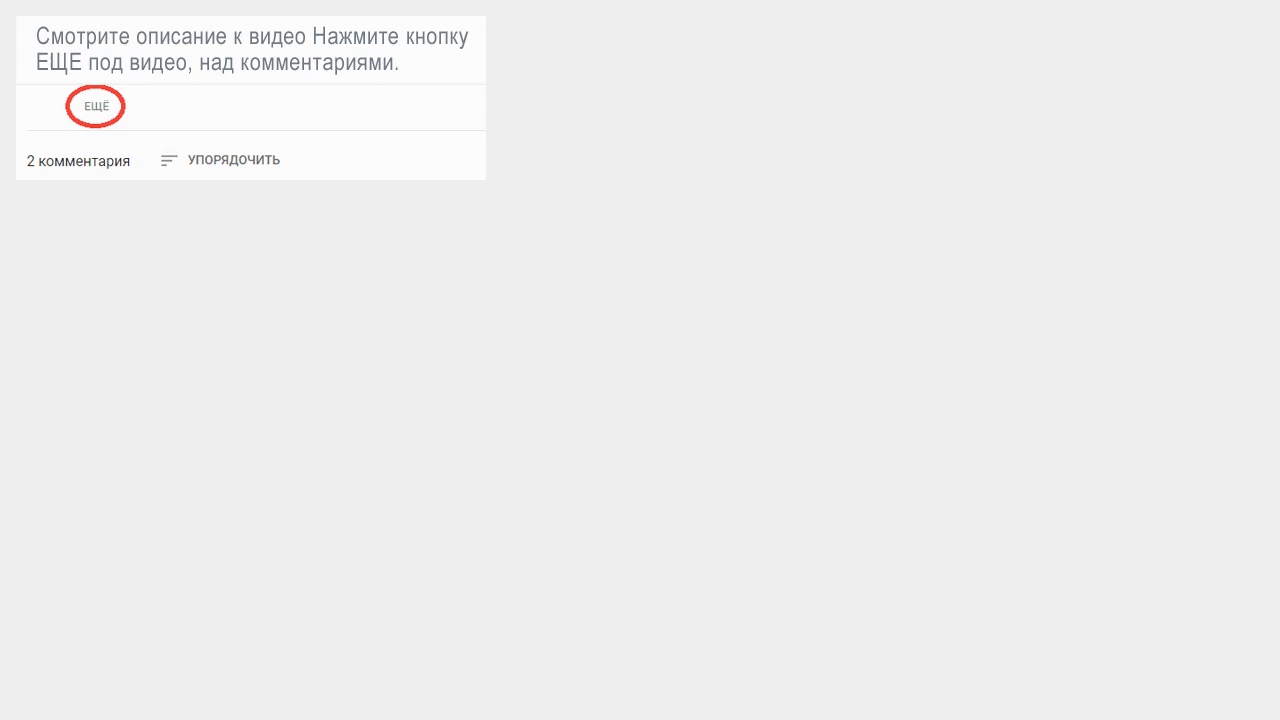 Смотрите описание к видео Нажмите кнопку
ЕЩЕ под видео, над комментариями.
ЕЩЁ
2 комментария УПОРЯДОЧИТЬ